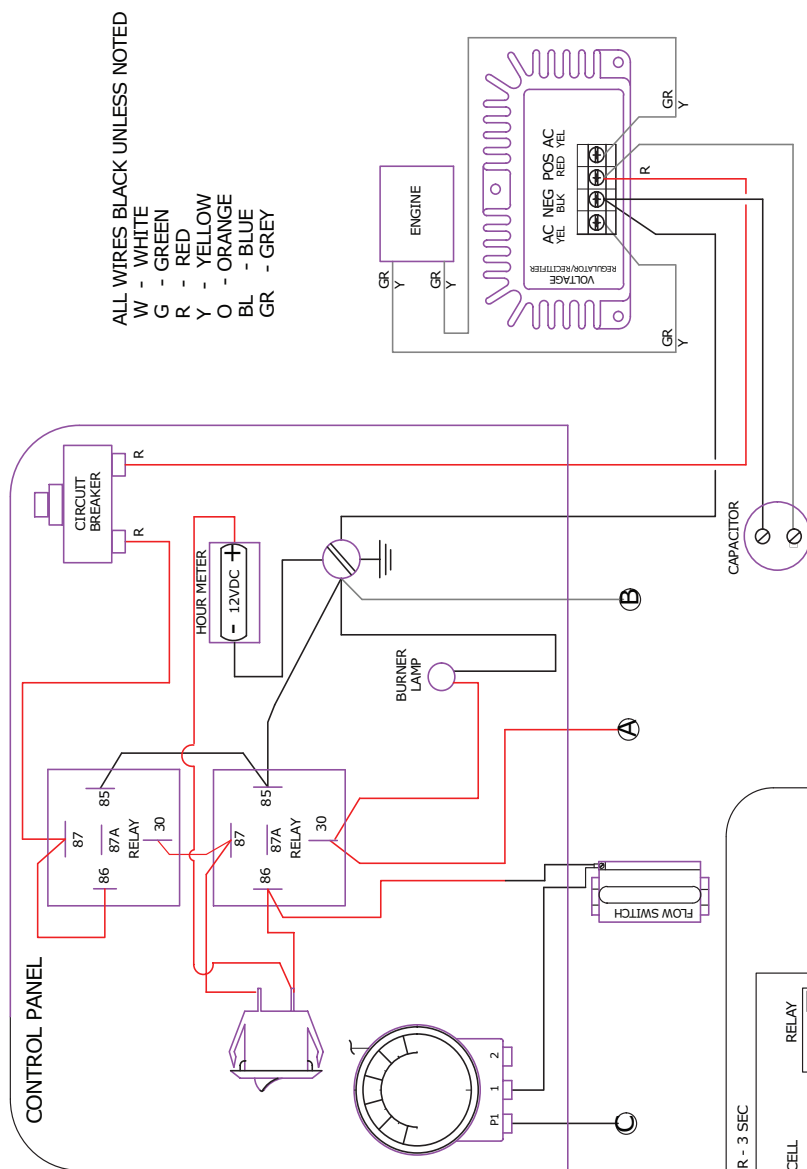 ALL WIRES BLACK UNLESS NOTED
W - WHITE
G - GREEN
R - RED
Y - YELLOW
O - ORANGE
BL - BLUE
GR - GREY
CONTROL PANEL
CIRCUIT
BREAKER
R
R
HOUR METER
- 12VDC +
87
87A
RELAY
86
85
30
87
87A
RELAY
86
85
30
BURNER
LAMP
A
B
C
P1
1
2
FLOW SWITCH
ENGINE
GR
Y
GR
Y
GR
Y
GR
Y
VOLTAGE
REGULATOR/RECTIFIER
AC NEG POS AC
YEL BLK RED YEL
R
CAPACITOR
R - 3 SEC
CELL
RELAY